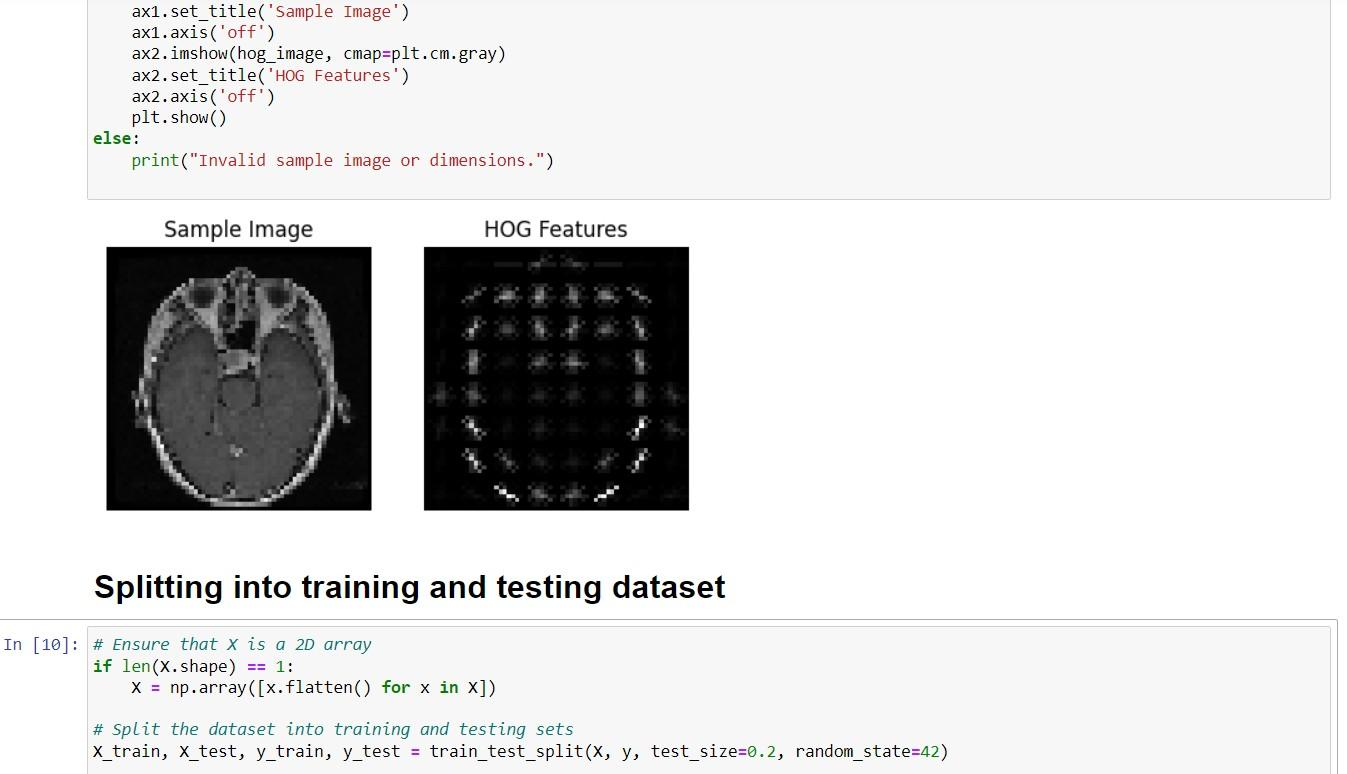 ax1.set_title('Sample Image')
ax1.axis('off')
ax2.imshow(hog_image, cmap=plt.cm.gray)
ax2.set_title('HOG Features')
ax2.axis('off')
plt.show()
else:
print("Invalid sample image or dimensions.")
Sample Image HOG Features
Splitting into training and testing dataset
In [10]: # Ensure that X is a 2D array
if len(X.shape) == 1:
X = np.array([x.flatten() for x in X])
# Split the dataset into training and testing sets
X_train, X_test, y_train, y_test = train_test_split(X, y, test_size=0.2, random_state=42)